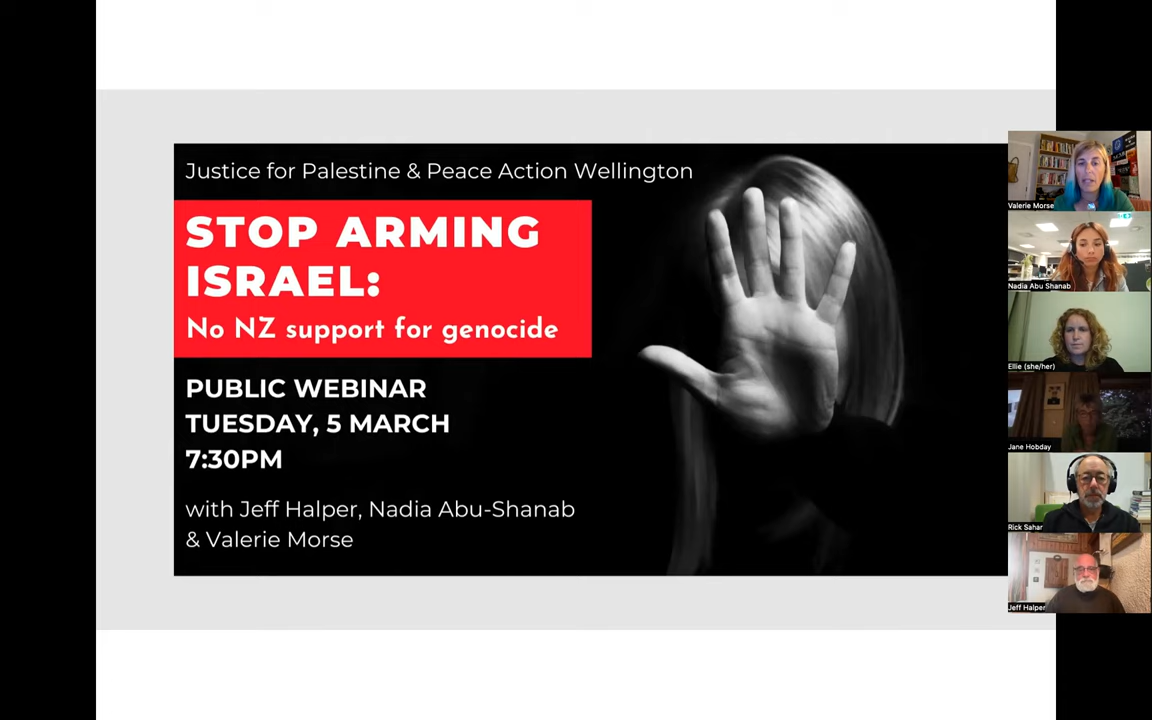 Justice for Palestine & Peace Action Wellington
STOP ARMING
ISRAEL:
No NZ support for genocide
PUBLIC WEBINAR
TUESDAY, 5 MARCH
7:30PM
with Jeff Halper, Nadia Abu-Shanab
& Valerie Morse
Valerie Morse
Nadia Abu Shanab
Ellie (she/her)
Jane Hobday
Rick Sahar
Jeff Halper